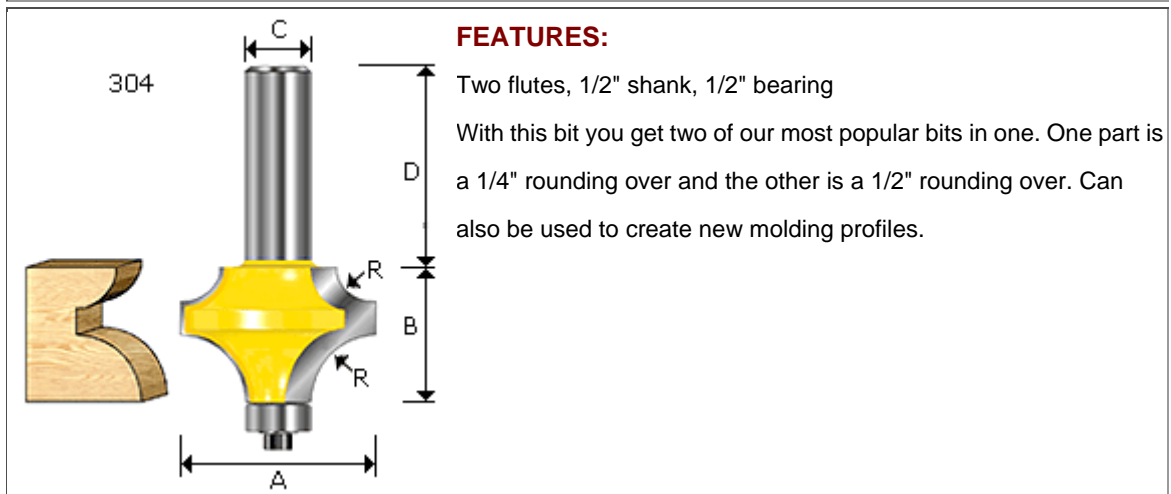 304
C
D
R
B
R
A
FEATURES:
Two flutes, 1/2" shank, 1/2" bearing
With this bit you get two of our most popular bits in one. One part is
a 1/4" rounding over and the other is a 1/2" rounding over. Can
also be used to create new molding profiles.